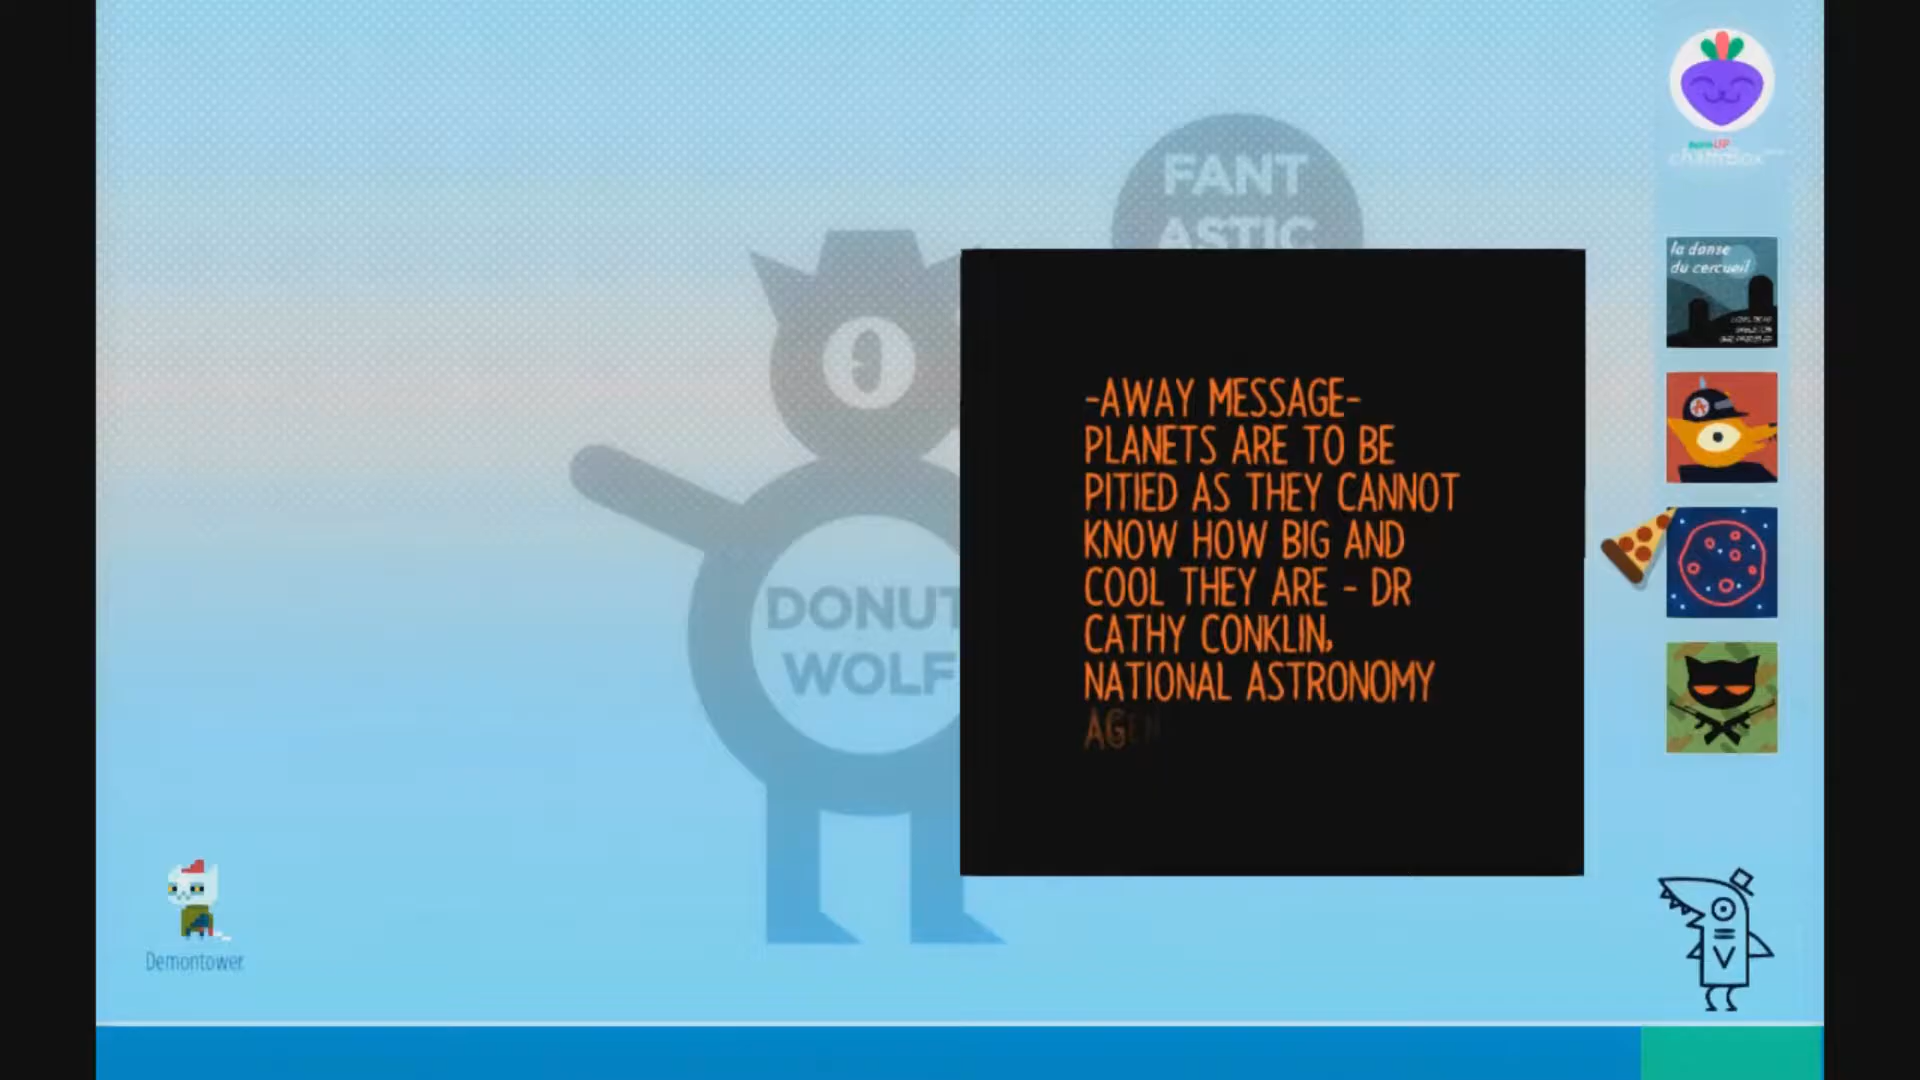 FANT
ASTIC
-AWAY MESSAGE-
PLANETS ARE TO BE
PITIED AS THEY CANNOT
KNOW HOW BIG AND
COOL THEY ARE - DR
CATHY CONKLIN,
NATIONAL ASTRONOMY
AGEN
DONUT
WOLF
la danse
du cercueil
Demontower